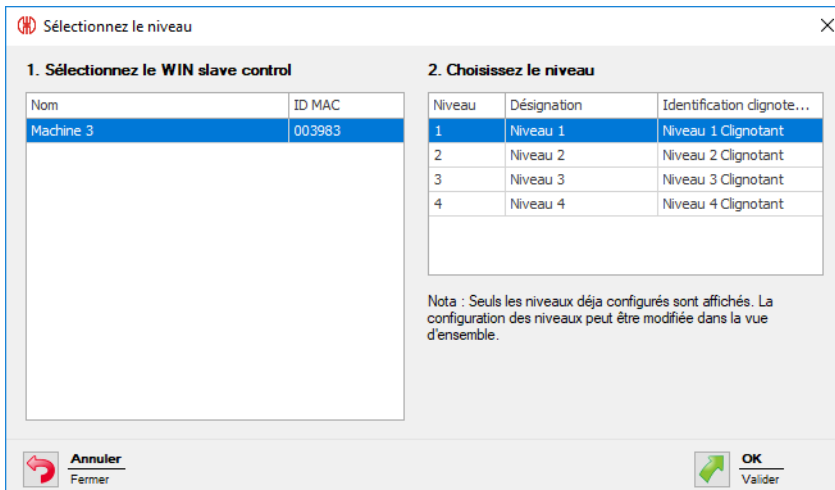 Sélectionnez le niveau
1. Sélectionnez le WIN slave control
Nom ID MAC
Machine 3 003983
2. Choisissez le niveau
Niveau Désignation Identification clignote...
1 Niveau 1 Niveau 1 Clignotant
2 Niveau 2 Niveau 2 Clignotant
3 Niveau 3 Niveau 3 Clignotant
4 Niveau 4 Niveau 4 Clignotant
Nota : Seuls les niveaux déja configurés sont affichés. La
configuration des niveaux peut être modifiée dans la vue
d'ensemble.
Annuler
Fermer
OK
Valider